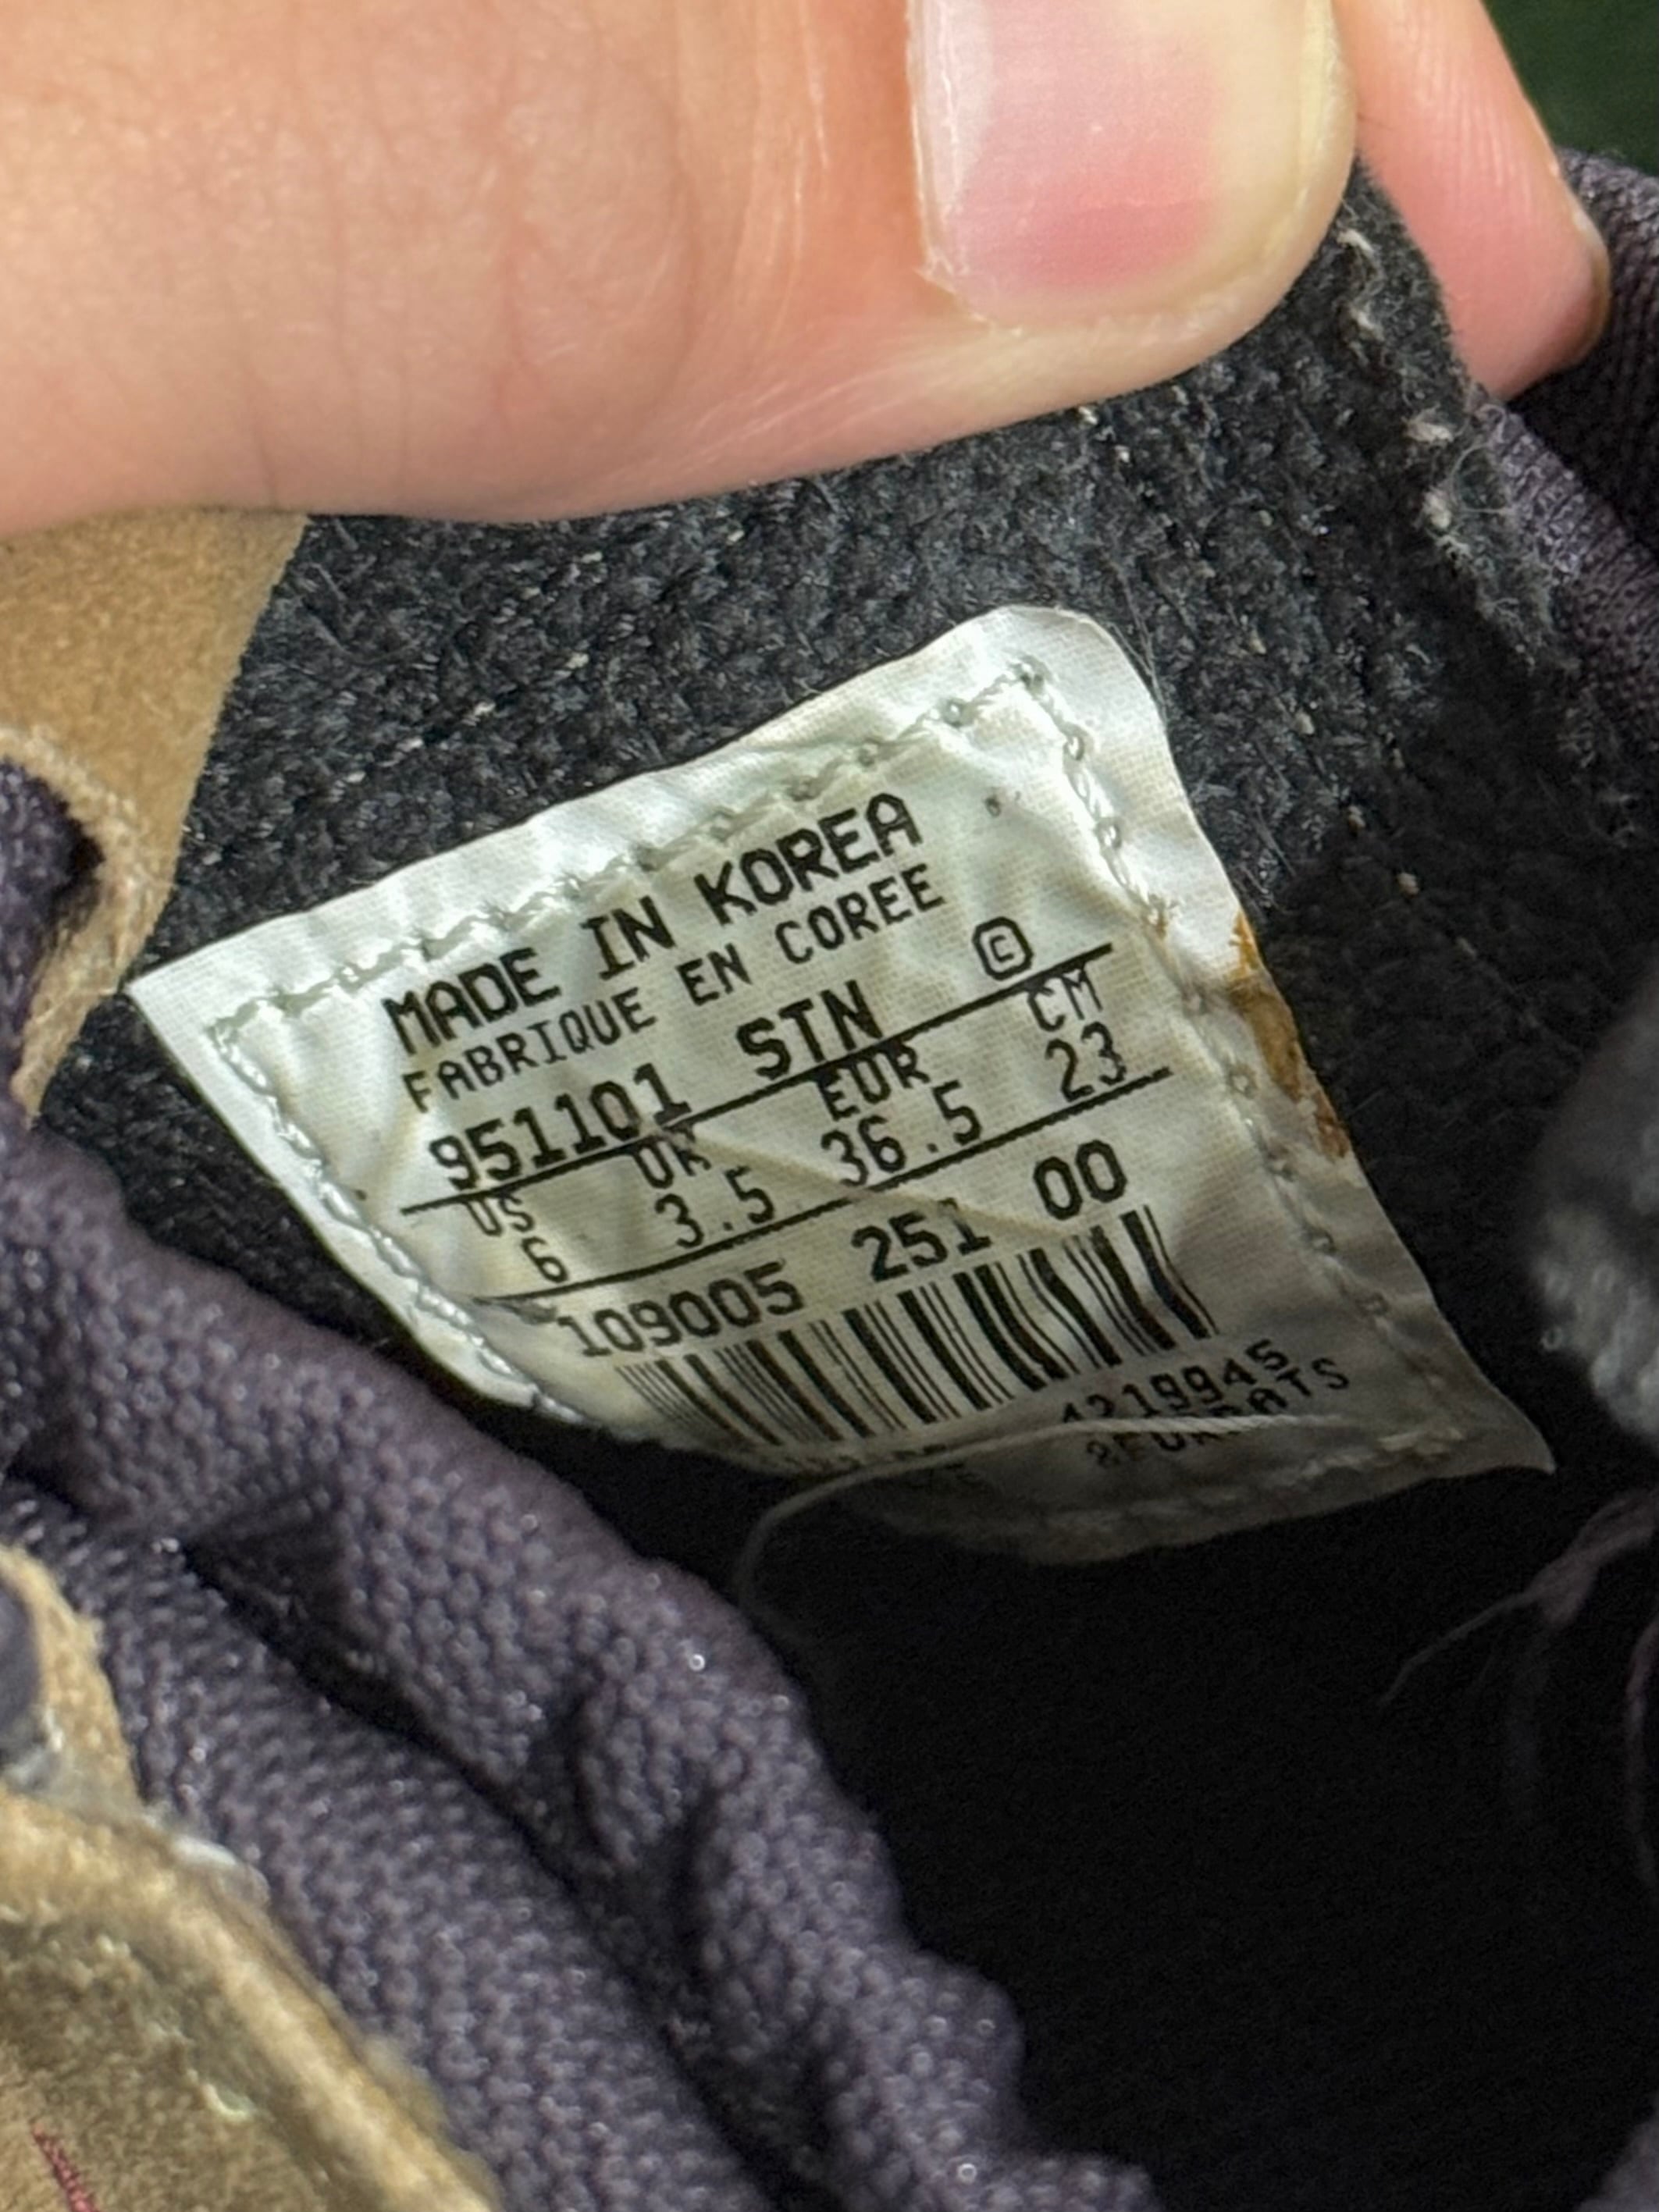 MADE IN KOREA
FABRIQUE EN COREE
951101 STN ©
US UK EUR CM
6 3.5 36.5 23
109005 251 00
4219945